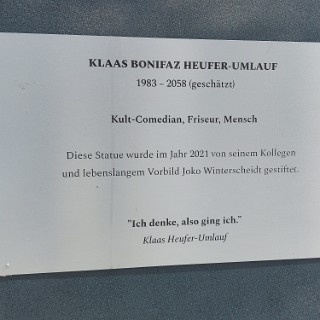 KLAAS BONIFAZ HEUFER-UMLAUF
1983 – 2058 (geschätzt)
Kult-Comedian, Friseur, Mensch
Diese Statue wurde im Jahr 2021 von seinem Kollegen
und lebenslangem Vorbild Joko Winterscheidt gestiftet.
"Ich denke, also ging ich."
Klaas Heufer-Umlauf